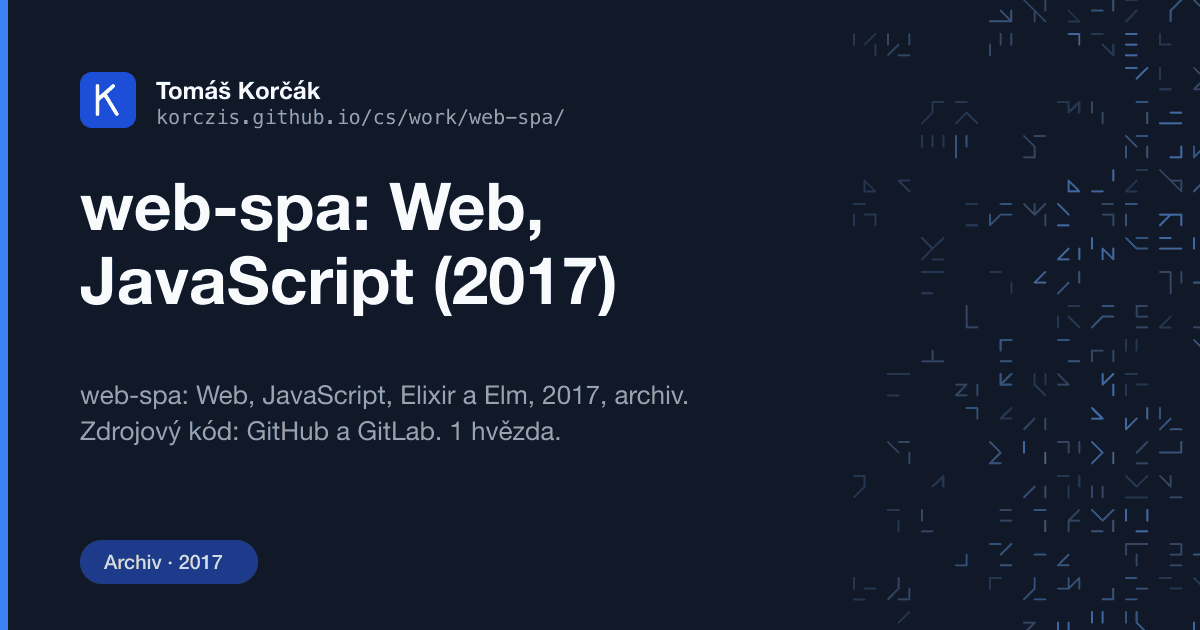 K
Tomáš Korčák
korczis.github.io/cs/work/web-spa/
web-spa: Web,
JavaScript (2017)
web-spa: Web, JavaScript, Elixir a Elm, 2017, archiv.
Zdrojový kód: GitHub a GitLab. 1 hvězda.
Archiv · 2017